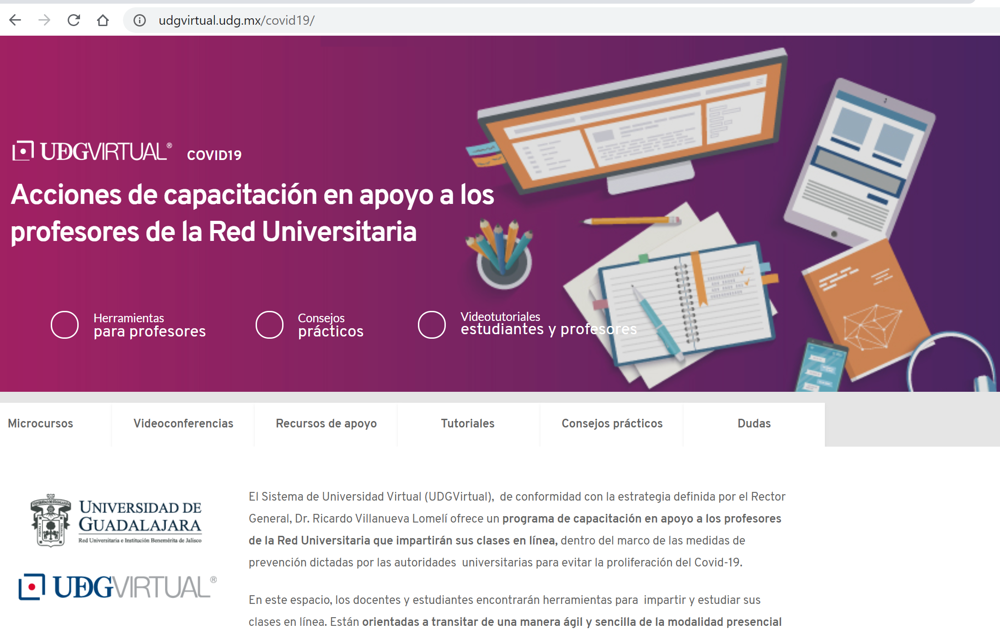 udgvirtual.udg.mx/covid19/
UDGVIRTUAL® COVID19
Acciones de capacitación en apoyo a los
profesores de la Red Universitaria
Herramientas
para profesores
Consejos
prácticos
Videotutoriales
estudiantes y profesores
Microcursos Videoconferencias Recursos de apoyo Tutoriales Consejos prácticos Dudas
UNIVERSIDAD DE
GUADALAJARA
Red Universitaria e Institución Benemérita de Jalisco
UDGVIRTUAL®
El Sistema de Universidad Virtual (UDGVirtual), de conformidad con la estrategia definida por el Rector
General, Dr. Ricardo Villanueva Lomelí ofrece un programa de capacitación en apoyo a los profesores
de la Red Universitaria que impartirán sus clases en línea, dentro del marco de las medidas de
prevención dictadas por las autoridades universitarias para evitar la proliferación del Covid-19.
En este espacio, los docentes y estudiantes encontrarán herramientas para impartir y estudiar sus
clases en línea. Están orientadas a transitar de una manera ágil y sencilla de la modalidad presencial